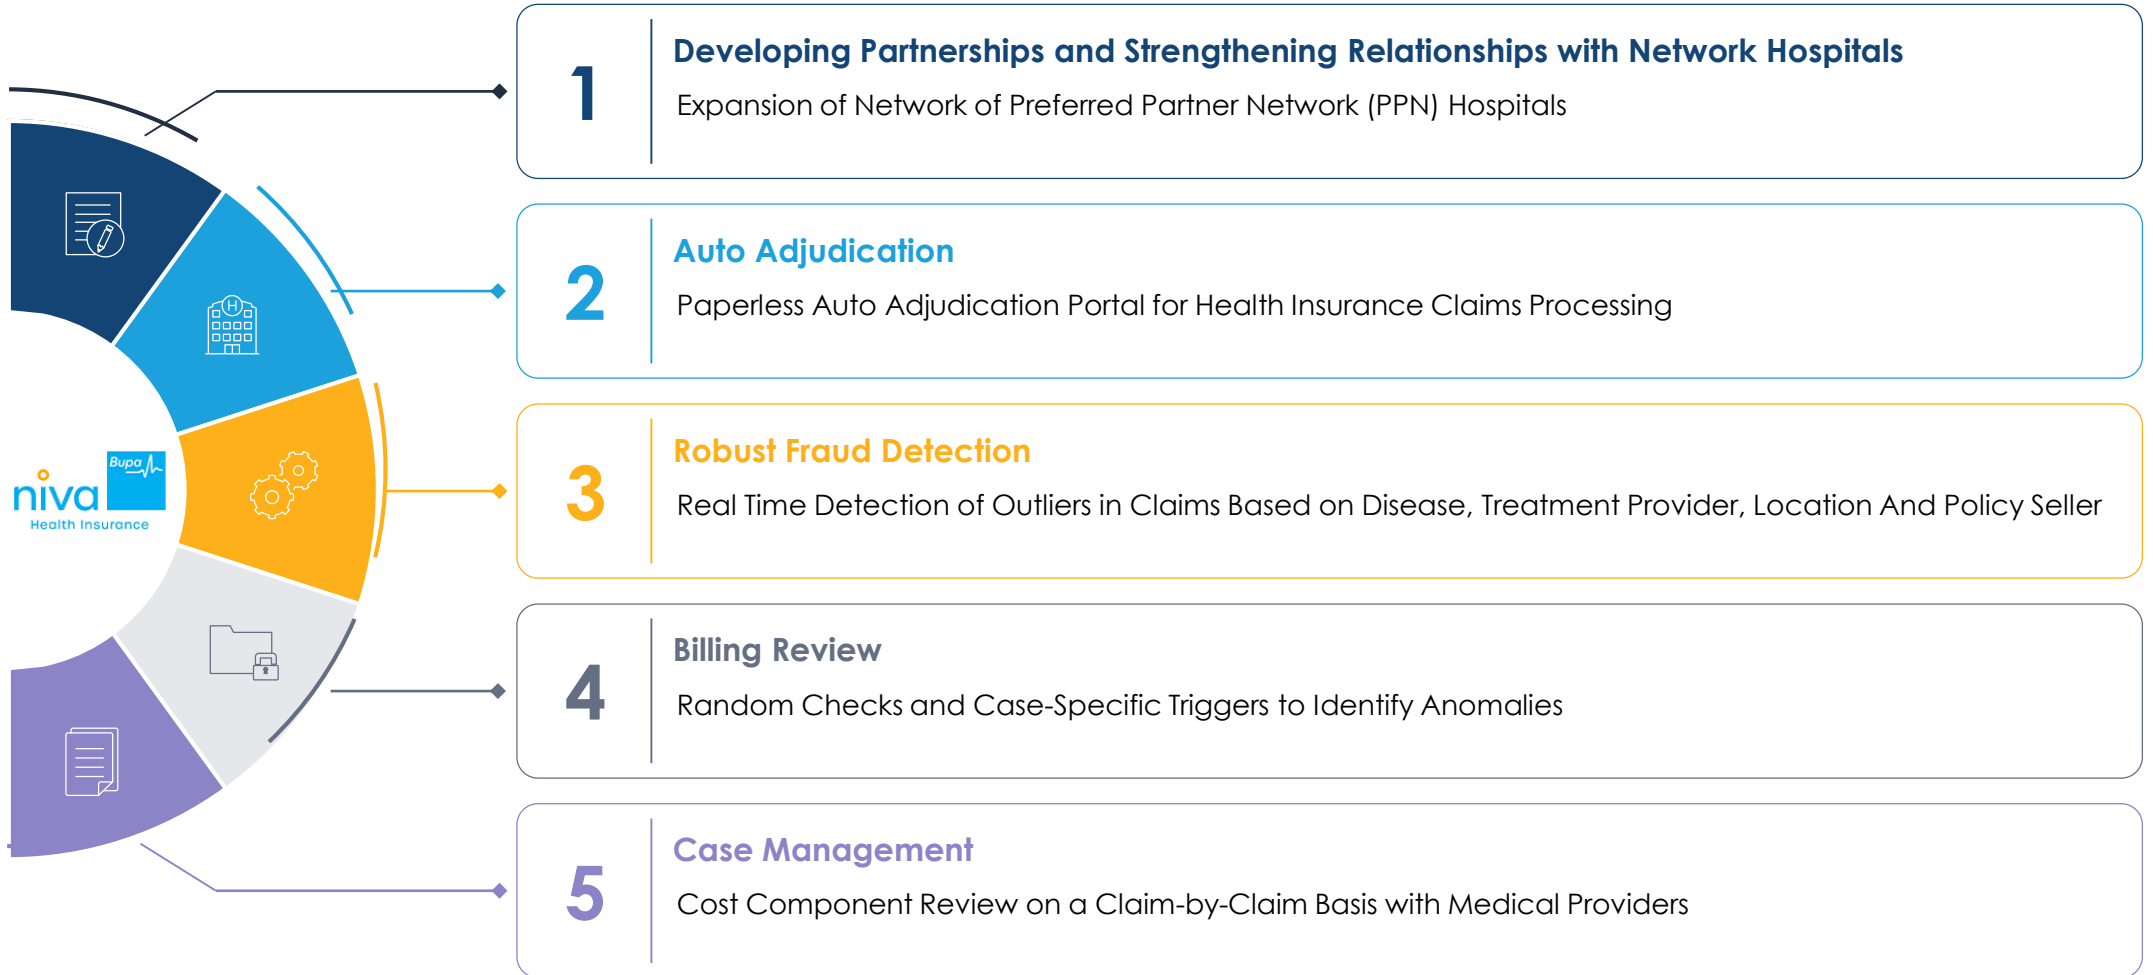 1
Developing Partnerships and Strengthening Relationships with Network Hospitals
Expansion of Network of Preferred Partner Network (PPN) Hospitals
2
Auto Adjudication
Paperless Auto Adjudication Portal for Health Insurance Claims Processing
H
niva
Bupa
Health Insurance
3
Robust Fraud Detection
Real Time Detection of Outliers in Claims Based on Disease, Treatment Provider, Location And Policy Seller
4
Billing Review
Random Checks and Case-Specific Triggers to Identify Anomalies
5
Case Management
Cost Component Review on a Claim-by-Claim Basis with Medical Providers